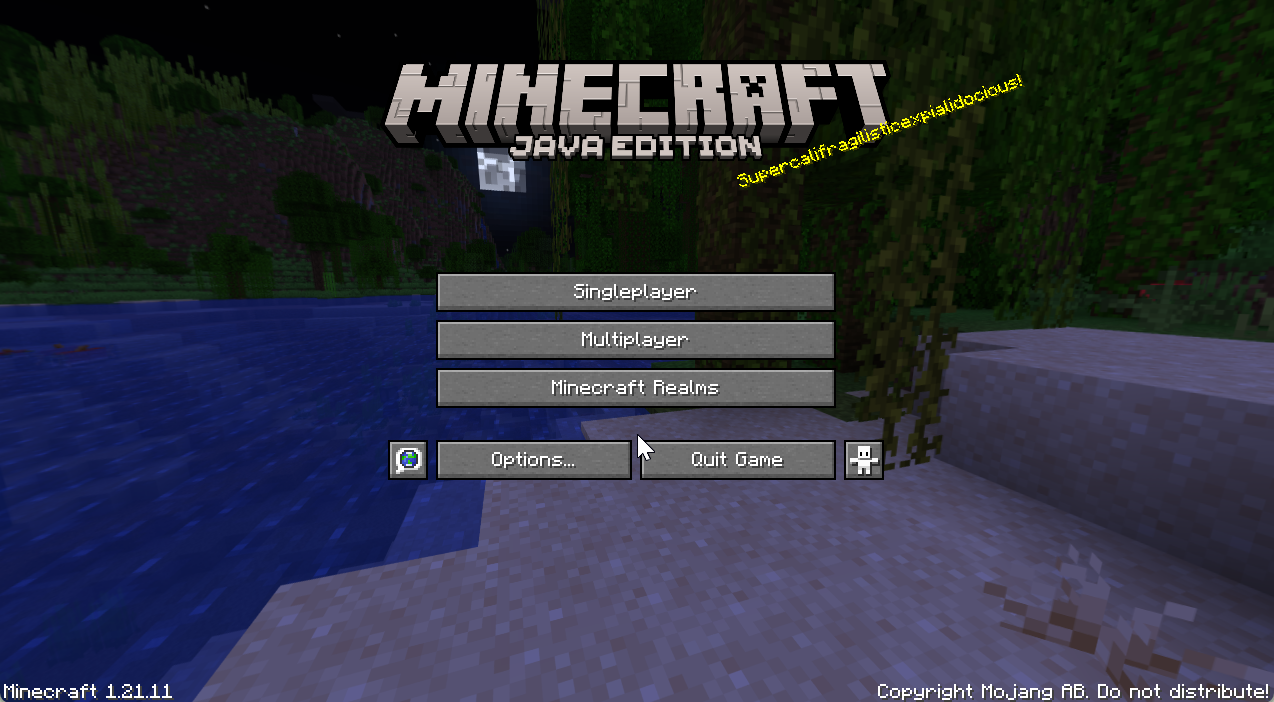 MINECRAFT
JAVA EDITION
Supercalifragilisticexpialidocious!
Singleplayer
Multiplayer
Minecraft Realms
Options...
Quit Game
Minecraft 1.21.11
Copyright Mojang AB. Do not distribute!